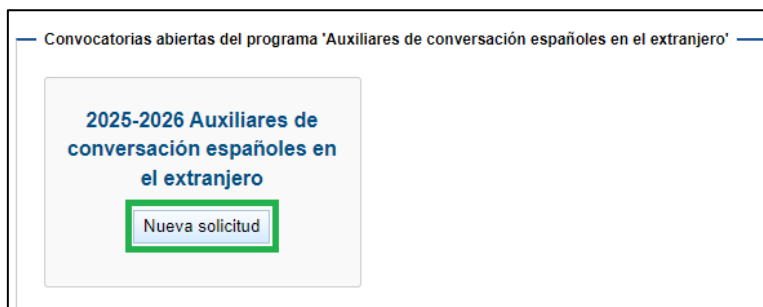 Convocatorias abiertas del programa 'Auxiliares de conversación españoles en el extranjero'
2025-2026 Auxiliares de
conversación españoles en
el extranjero
Nueva solicitud